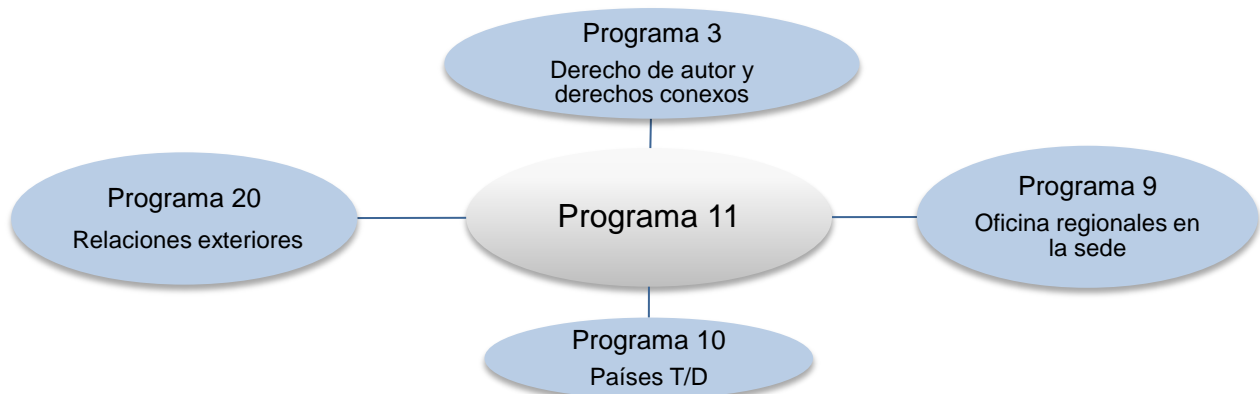 Programa 3
Derecho de autor y
derechos conexos
Programa 20
Relaciones exteriores
Programa 11
Programa 9
Oficina regionales en
la sede
Programa 10
Países T/D